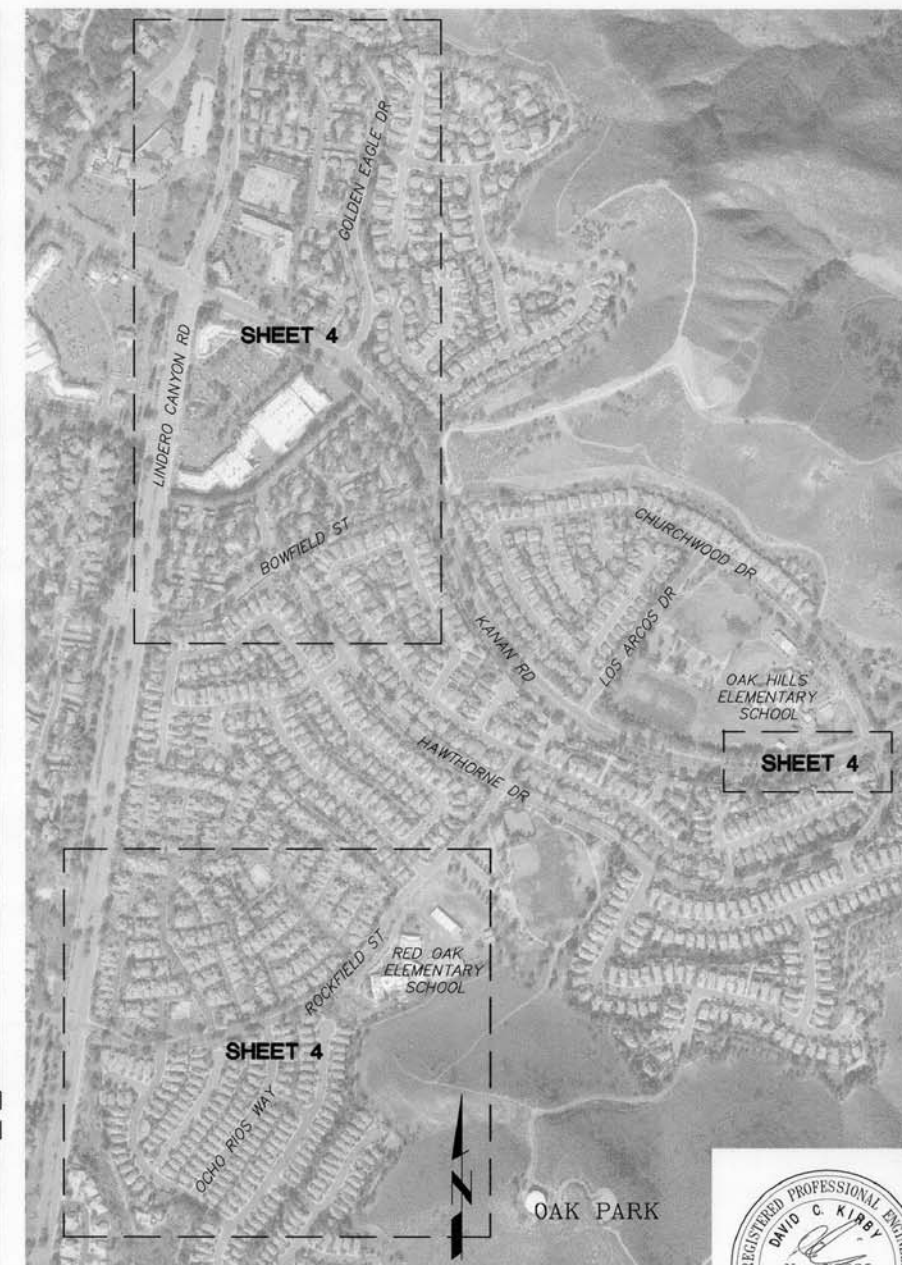 GOLDEN EAGLE DR
SHEET 4
LINDERO CANYON RD
BOWFIELD ST
CHURCHWOOD DR
LOS ARCOS DR
KANAN RD
OAK HILLS
ELEMENTARY
SCHOOL
SHEET 4
HAWTHORNE DR
ROCKFIELD ST
RED OAK
ELEMENTARY
SCHOOL
SHEET 4
OCHO RIOS WAY
N
OAK PARK
REGISTERED PROFESSIONAL
DAVID C. KIRBY